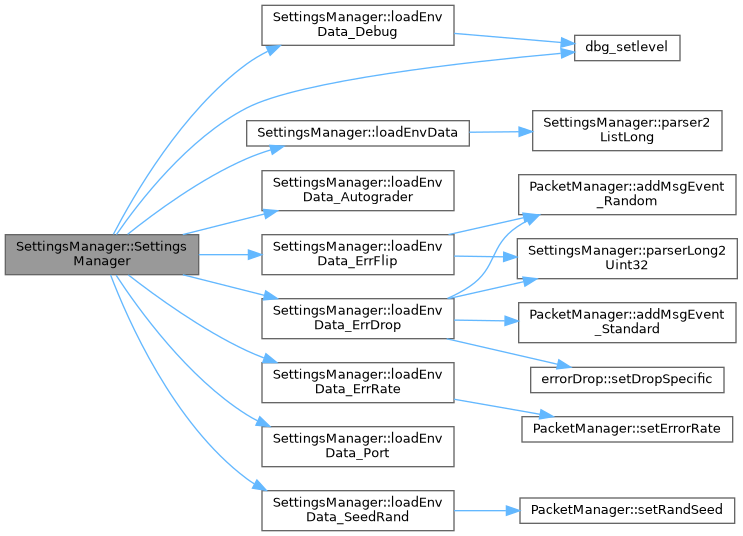 SettingsManager::Settings
Manager
SettingsManager::loadEnv
Data_Debug
dbg_setlevel
SettingsManager::loadEnvData
SettingsManager::parser2
ListLong
SettingsManager::loadEnv
Data_Autograder
SettingsManager::loadEnv
Data_ErrFlip
PacketManager::addMsgEvent
_Random
SettingsManager::parserLong2
Uint32
SettingsManager::loadEnv
Data_ErrDrop
PacketManager::addMsgEvent
_Standard
errorDrop::setDropSpecific
SettingsManager::loadEnv
Data_ErrRate
PacketManager::setErrorRate
SettingsManager::loadEnv
Data_Port
SettingsManager::loadEnv
Data_SeedRand
PacketManager::setRandSeed